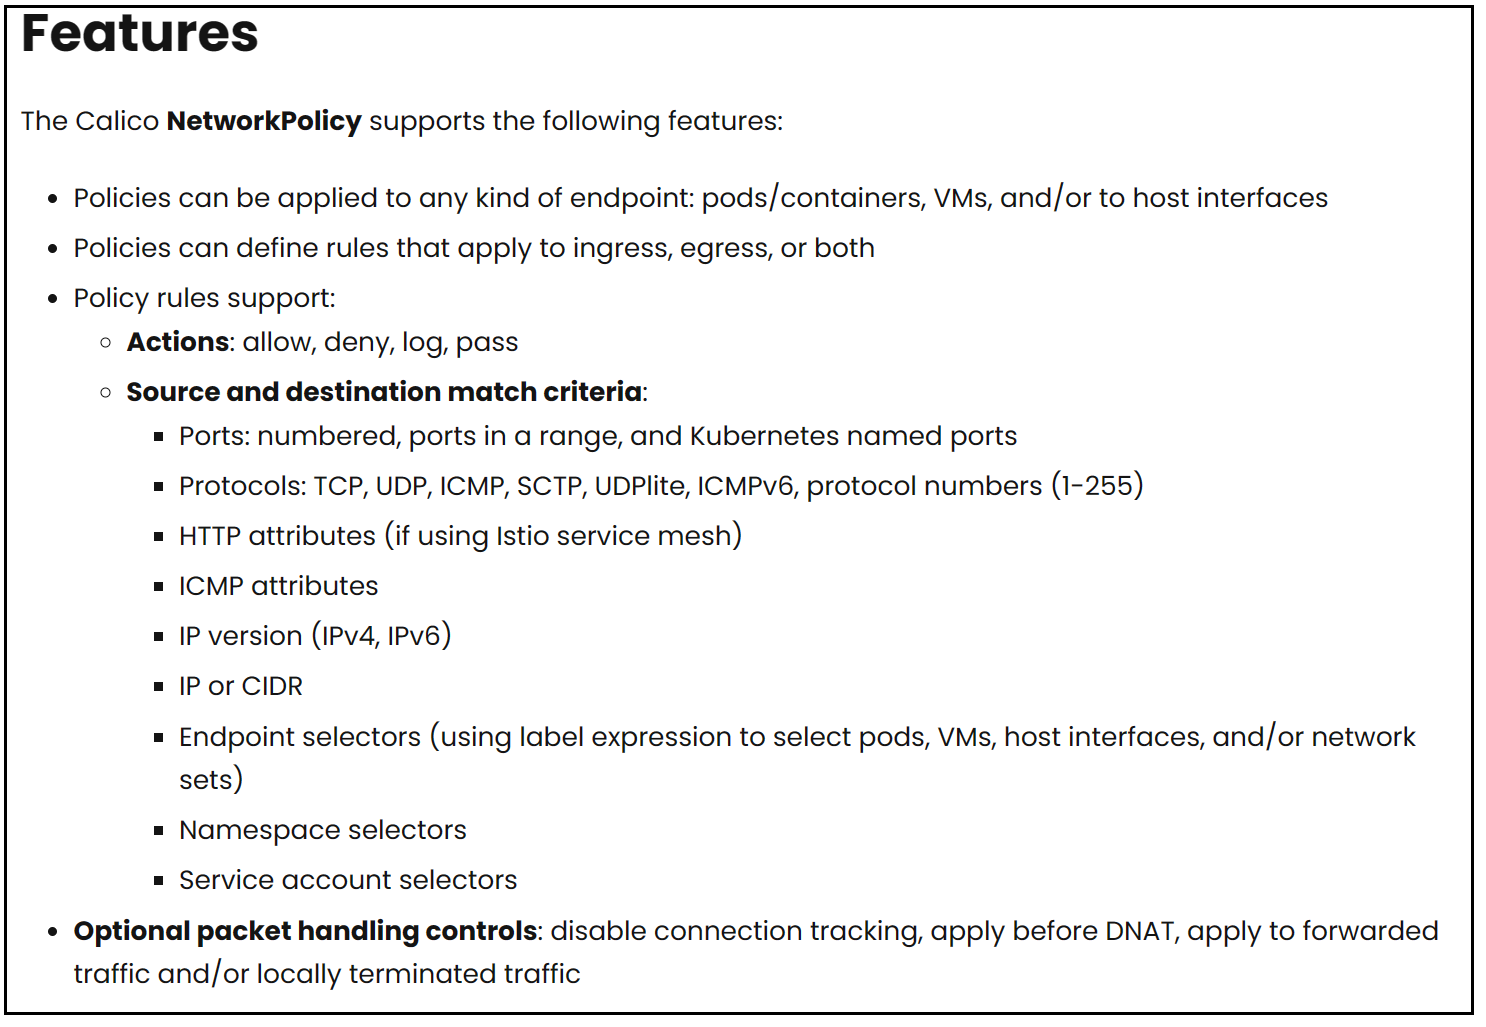 Features
The Calico NetworkPolicy supports the following features:
• Policies can be applied to any kind of endpoint: pods/containers, VMs, and/or to host interfaces
• Policies can define rules that apply to ingress, egress, or both
• Policy rules support:
◦ Actions: allow, deny, log, pass
◦ Source and destination match criteria:
▪ Ports: numbered, ports in a range, and Kubernetes named ports
▪ Protocols: TCP, UDP, ICMP, SCTP, UDPlite, ICMPv6, protocol numbers (1-255)
▪ HTTP attributes (if using Istio service mesh)
▪ ICMP attributes
▪ IP version (IPv4, IPv6)
▪ IP or CIDR
▪ Endpoint selectors (using label expression to select pods, VMs, host interfaces, and/or network
sets)
▪ Namespace selectors
▪ Service account selectors
• Optional packet handling controls: disable connection tracking, apply before DNAT, apply to forwarded
traffic and/or locally terminated traffic